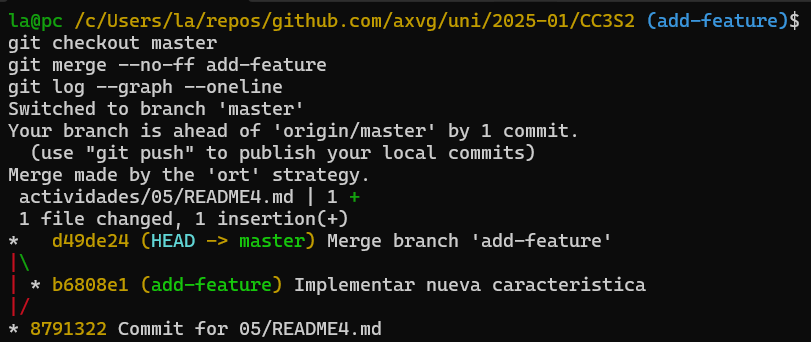 la@pc /c/Users/la/repos/github.com/axvg/uni/2025-01/CC3S2 (add-feature)$
git checkout master
git merge --no-ff add-feature
git log --graph --oneline
Switched to branch 'master'
Your branch is ahead of 'origin/master' by 1 commit.
  (use "git push" to publish your local commits)
Merge made by the 'ort' strategy.
 actividades/05/README4.md | 1 +
 1 file changed, 1 insertion(+)
*   d49de24 (HEAD -> master) Merge branch 'add-feature'
|\
| * b6808e1 (add-feature) Implementar nueva caracteristica
|/
* 8791322 Commit for 05/README4.md